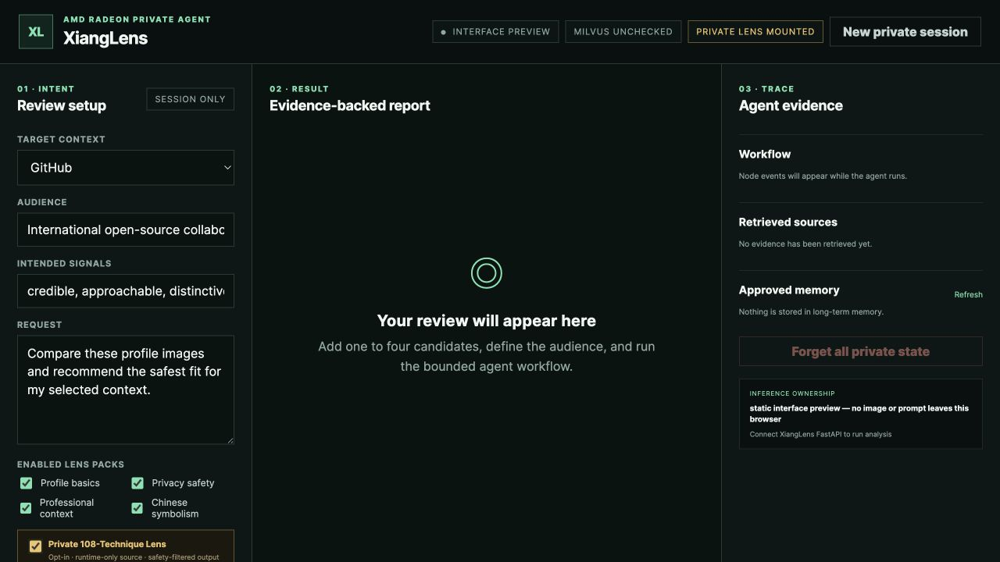 XL
AMD RADEON PRIVATE AGENT
XiangLens
INTERFACE PREVIEW
MILVUS UNCHECKED
PRIVATE LENS MOUNTED
New private session
01 · INTENT
Review setup
SESSION ONLY
TARGET CONTEXT
GitHub
AUDIENCE
International open-source collabo
INTENDED SIGNALS
credible, approachable, distinctiv
REQUEST
Compare these profile images
and recommend the safest fit for
my selected context.
ENABLED LENS PACKS
Profile basics
Privacy safety
Professional
context
Chinese
symbolism
Private 108-Technique Lens
Opt-in · runtime-only source · safety-filtered output
02 · RESULT
Evidence-backed report
Your review will appear here
Add one to four candidates, define the audience, and run
the bounded agent workflow.
03 · TRACE
Agent evidence
Workflow
Node events will appear while the agent runs.
Retrieved sources
No evidence has been retrieved yet.
Approved memory
Refresh
Nothing is stored in long-term memory.
Forget all private state
INFERENCE OWNERSHIP
static interface preview — no image or prompt leaves this
browser
Connect XiangLens FastAPI to run analysis